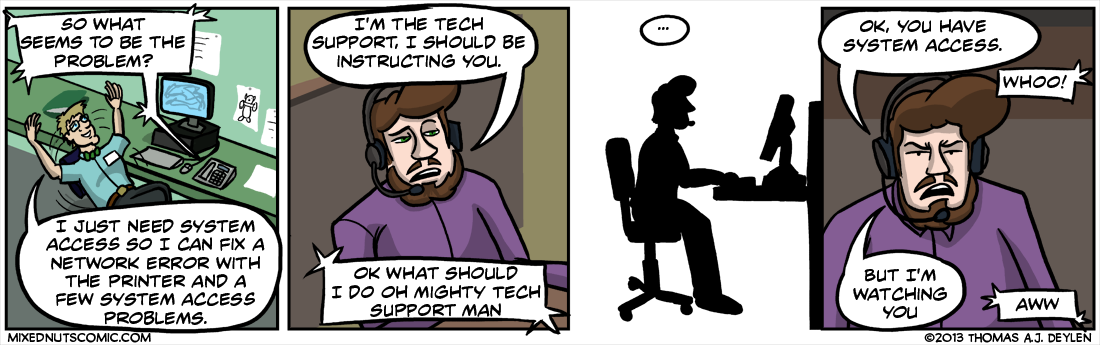 SO WHAT
SEEMS TO BE THE
PROBLEM?
I JUST NEED SYSTEM
ACCESS SO I CAN FIX A
NETWORK ERROR WITH
THE PRINTER AND A
FEW SYSTEM ACCESS
PROBLEMS.
I'M THE TECH
SUPPORT, I SHOULD BE
INSTRUCTING YOU.
OK WHAT SHOULD
I DO OH MIGHTY TECH
SUPPORT MAN
...
OK, YOU HAVE
SYSTEM ACCESS.
WHOO!
BUT I'M
WATCHING
YOU
AWW
MIXEDNUTSCOMIC.COM
©2013 THOMAS A.J. DEYLEN